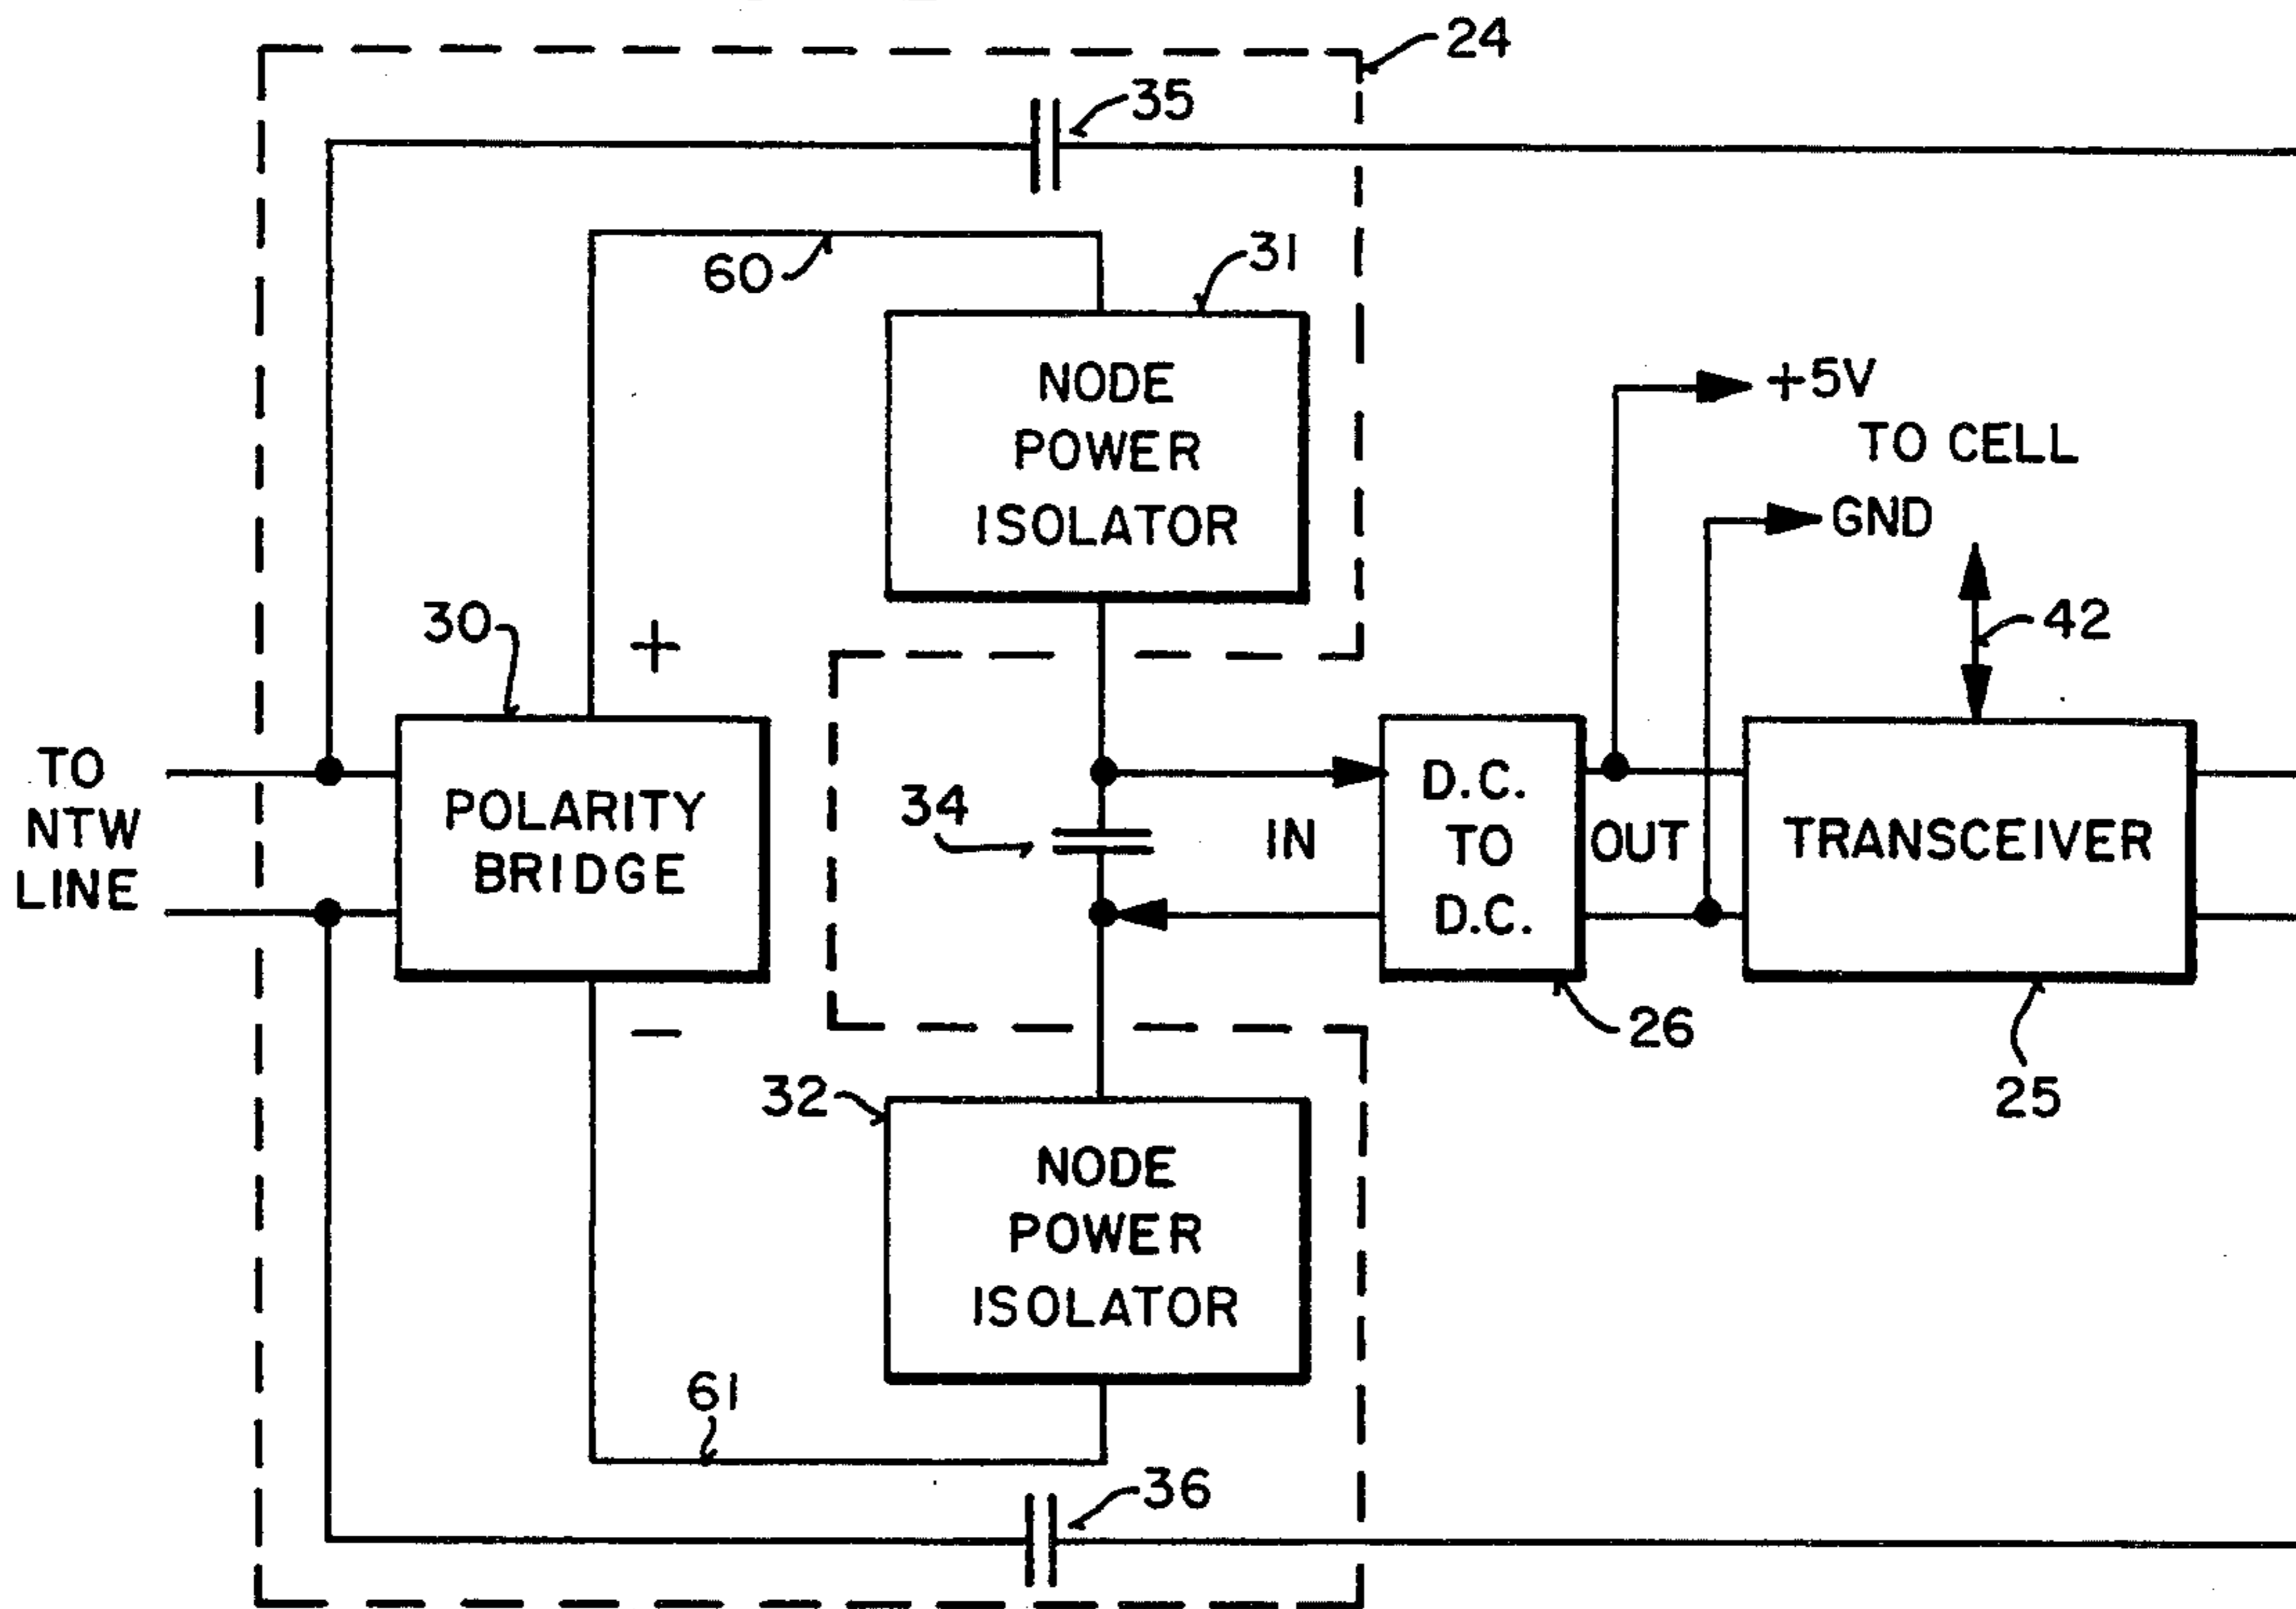 24
35
60
31
NODE
POWER
ISOLATOR
+5V
TO CELL
GND
30
+
42
TO
NTW
LINE
POLARITY
BRIDGE
34
IN
D.C.
TO
D.C.
OUT
TRANSCEIVER
–
26
25
32
NODE
POWER
ISOLATOR
61
36